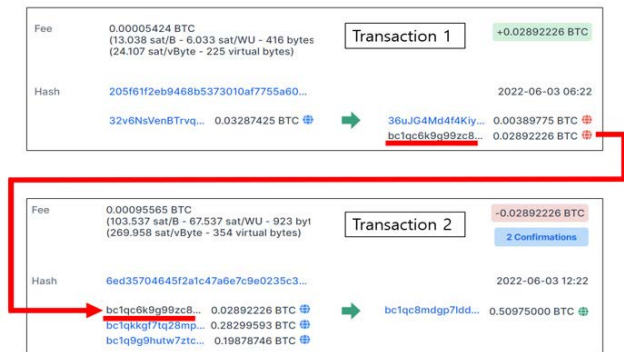 Fee 0.00005424 BTC Transaction 1 +0.02892226 BTC
(13.038 sat/B - 6.033 sat/WU - 416 bytes
(24.107 sat/vByte - 225 virtual bytes)
Hash 205f61f2eb9468b5373010af7755a60... 2022-06-03 06:22
32v6NsVenBTrvq... 0.03287425 BTC 36uJG4Md4f4Kiy... 0.00389775 BTC
bc1qc6k9g99zc8... 0.02892226 BTC
Fee 0.00095565 BTC Transaction 2 -0.02892226 BTC
(103.537 sat/B - 67.537 sat/WU - 923 byt
(269.958 sat/vByte - 354 virtual bytes) 2 Confirmations
Hash 6ed35704645f2a1c47a6e7c9e0235c3... 2022-06-03 12:22
bc1qc6k9g99zc8... 0.02892226 BTC bc1qc8mdgp7ldd... 0.50975000 BTC
bc1qkkgf7tq28mp... 0.28299593 BTC
bc1q9g9hutw7ztc... 0.19878746 BTC